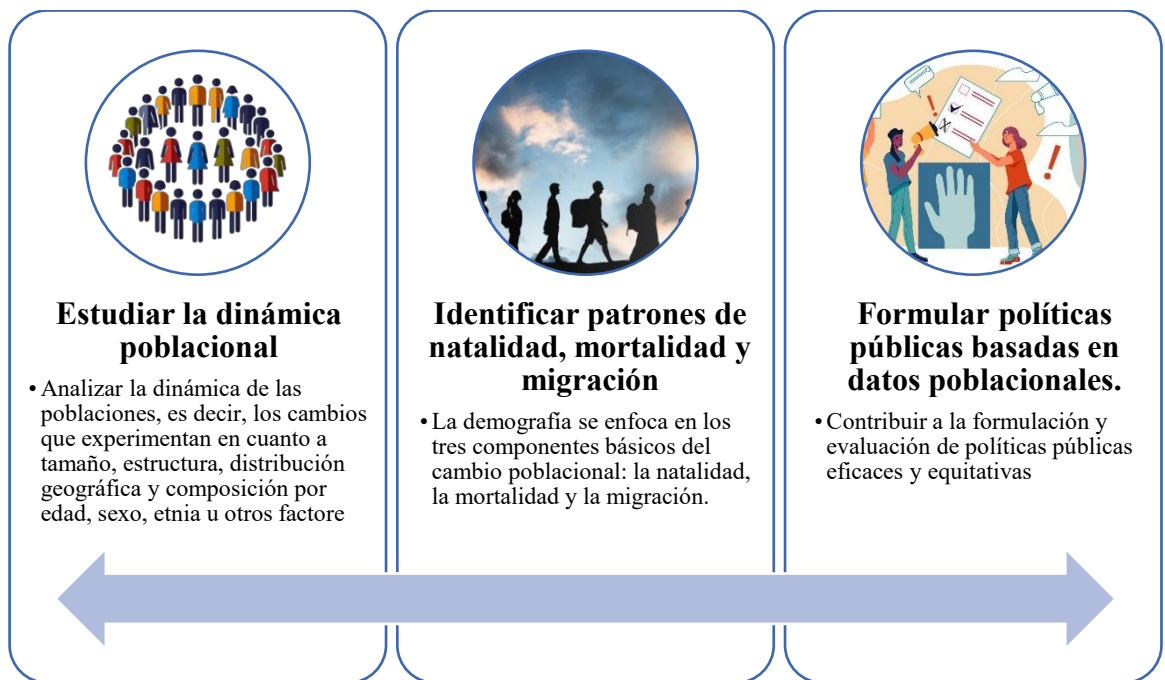 Estudiar la dinámica
poblacional
• Analizar la dinámica de las
poblaciones, es decir, los cambios
que experimentan en cuanto a
tamaño, estructura, distribución
geográfica y composición por
edad, sexo, etnia u otros factore
Identificar patrones de
natalidad, mortalidad y
migración
• La demografía se enfoca en los
tres componentes básicos del
cambio poblacional: la natalidad,
la mortalidad y la migración.
Formular políticas
públicas basadas en
datos poblacionales.
• Contribuir a la formulación y
evaluación de políticas públicas
eficaces y equitativas